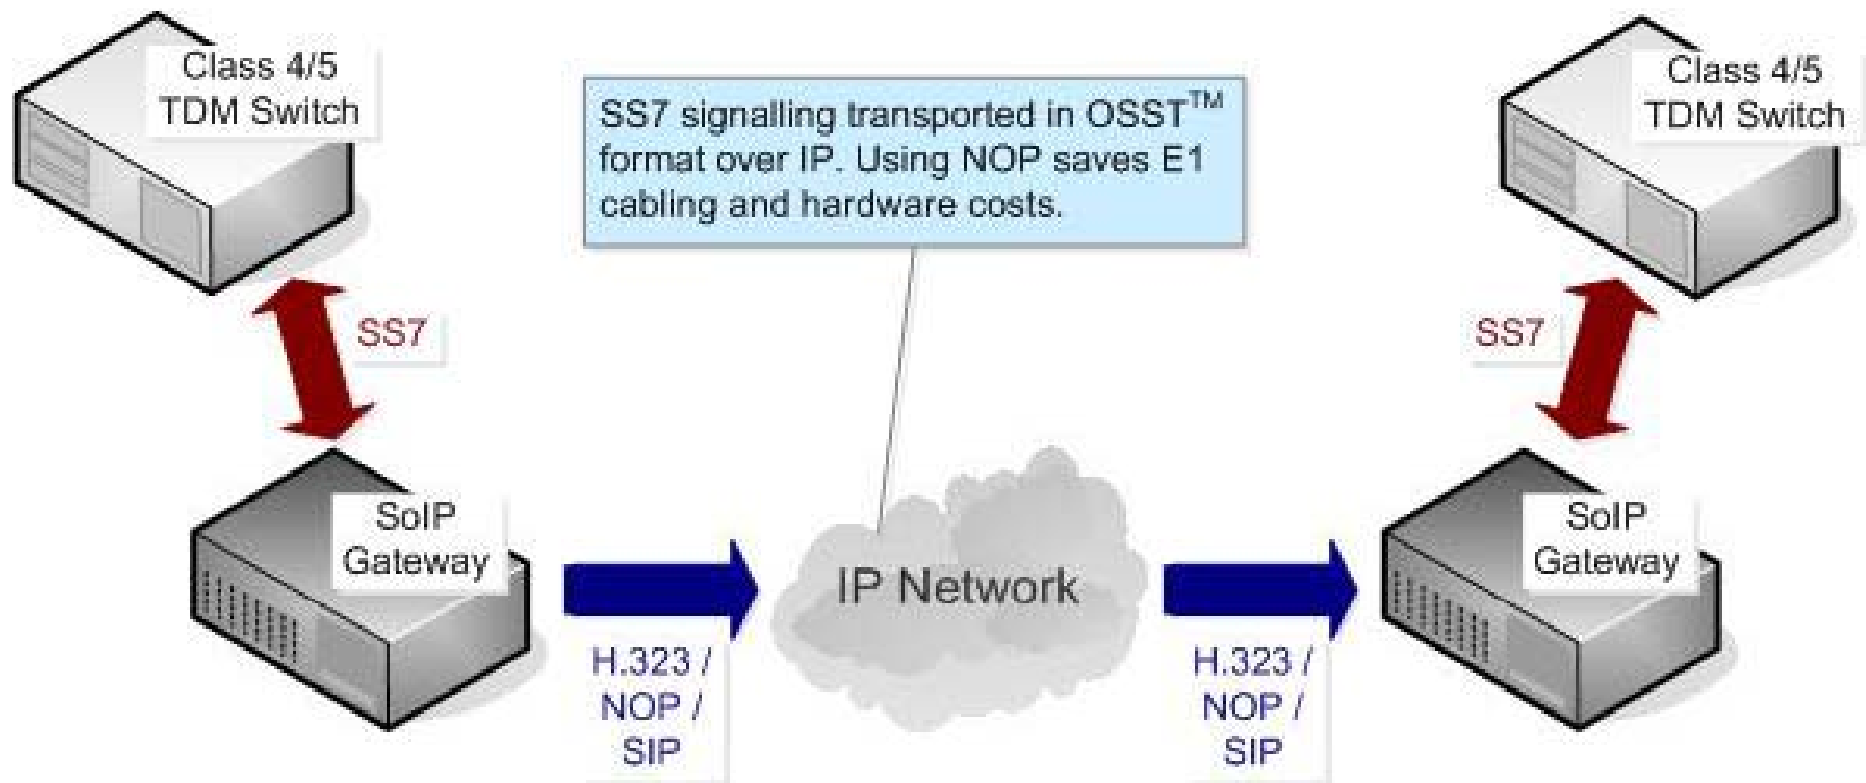 Class 4/5
TDM Switch
SS7 signalling transported in OSST™
format over IP. Using NOP saves E1
cabling and hardware costs.
Class 4/5
TDM Switch
SS7
SS7
SoIP
Gateway
IP Network
SoIP
Gateway
H.323 /
NOP /
SIP
H.323 /
NOP /
SIP